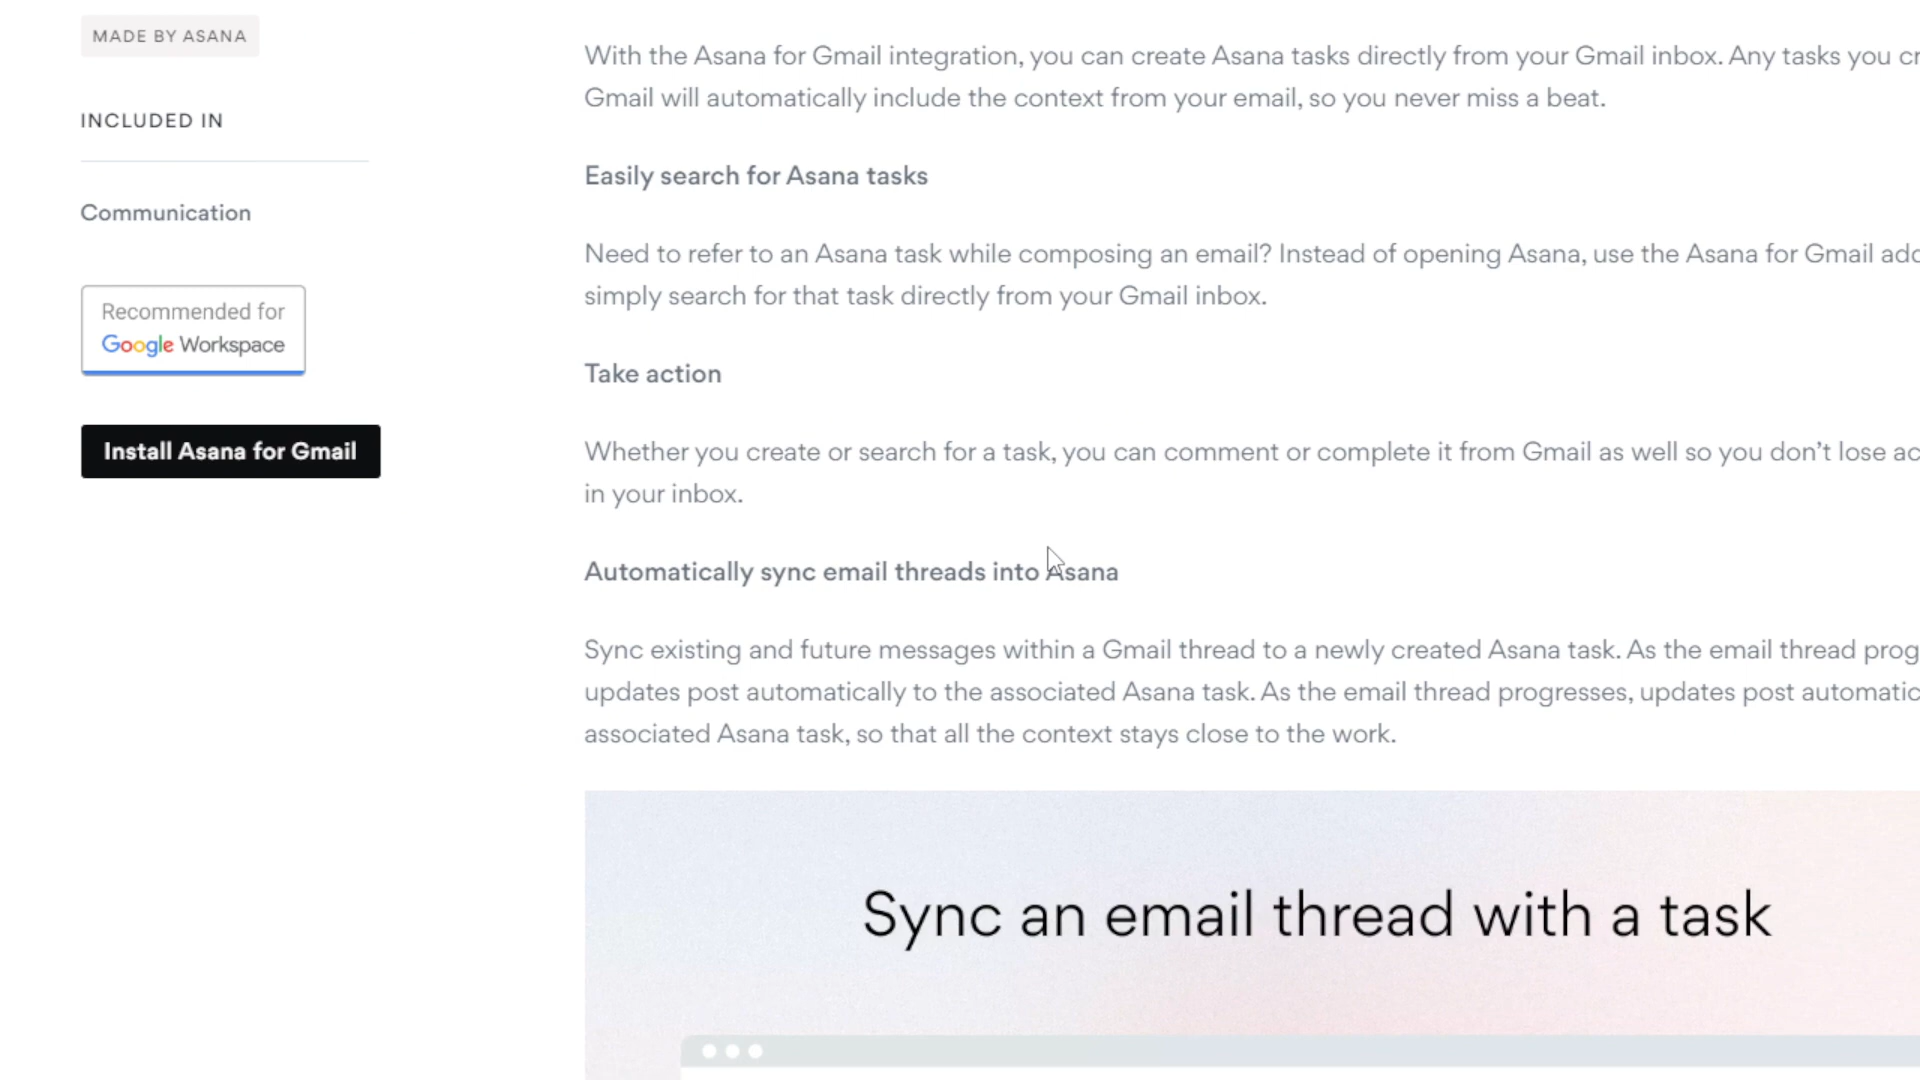 MADE BY ASANA
INCLUDED IN
Communication
Recommended for
Google Workspace
Install Asana for Gmail
With the Asana for Gmail integration, you can create Asana tasks directly from your Gmail inbox. Any tasks you
Gmail will automatically include the context from your email, so you never miss a beat.
Easily search for Asana tasks
Need to refer to an Asana task while composing an email? Instead of opening Asana, use the Asana for Gmail
simply search for that task directly from your Gmail inbox.
Take action
Whether you create or search for a task, you can comment or complete it from Gmail as well so you don’t lose
in your inbox.
Automatically sync email threads into Asana
Sync existing and future messages within a Gmail thread to a newly created Asana task. As the email thread
updates post automatically to the associated Asana task. As the email thread progresses, updates post
associated Asana task, so that all the context stays close to the work.
Sync an email thread with a task